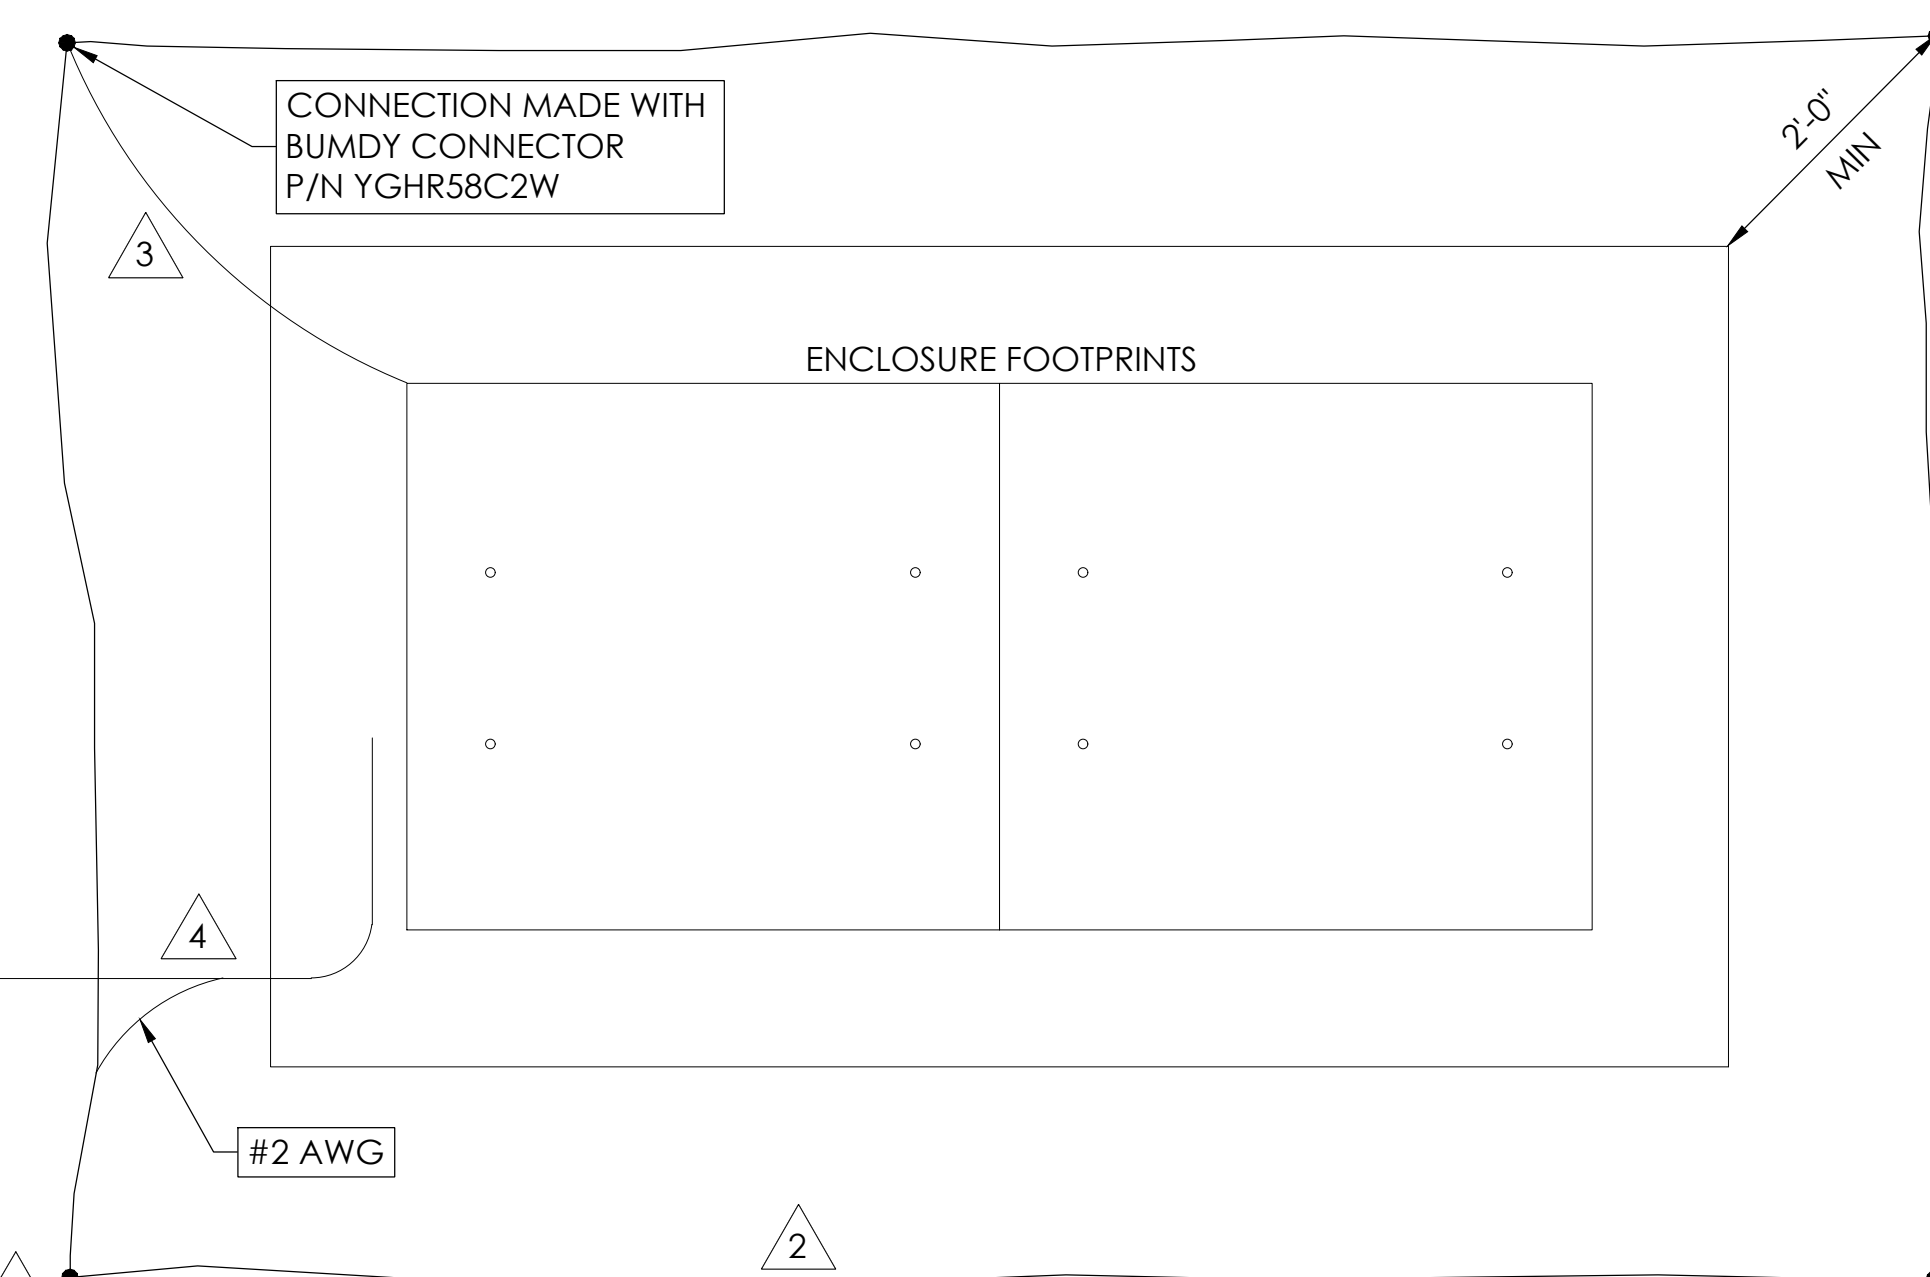 CONNECTION MADE WITH
BUMDY CONNECTOR
P/N YGHR58C2W
2'-0"
MIN
3
ENCLOSURE FOOTPRINTS
4
#2 AWG
2